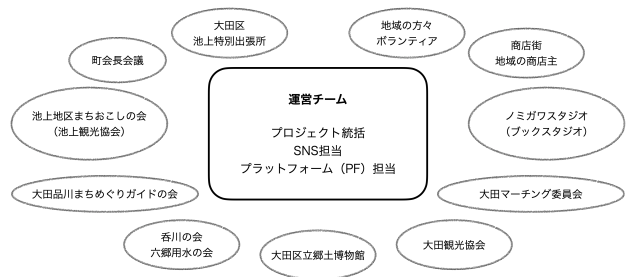 大田区
池上特別出張所
地域の方々
ボランティア
町会長会議
商店街
地域の商店主
運営チーム
プロジェクト統括
SNS担当
プラットフォーム（PF）担当
池上地区まちおこしの会
（池上観光協会）
ノミガワスタジオ
（ブックスタジオ）
大田品川まちめぐりガイドの会
大田マーチング委員会
呑川の会
六郷用水の会
大田区立郷土博物館
大田観光協会